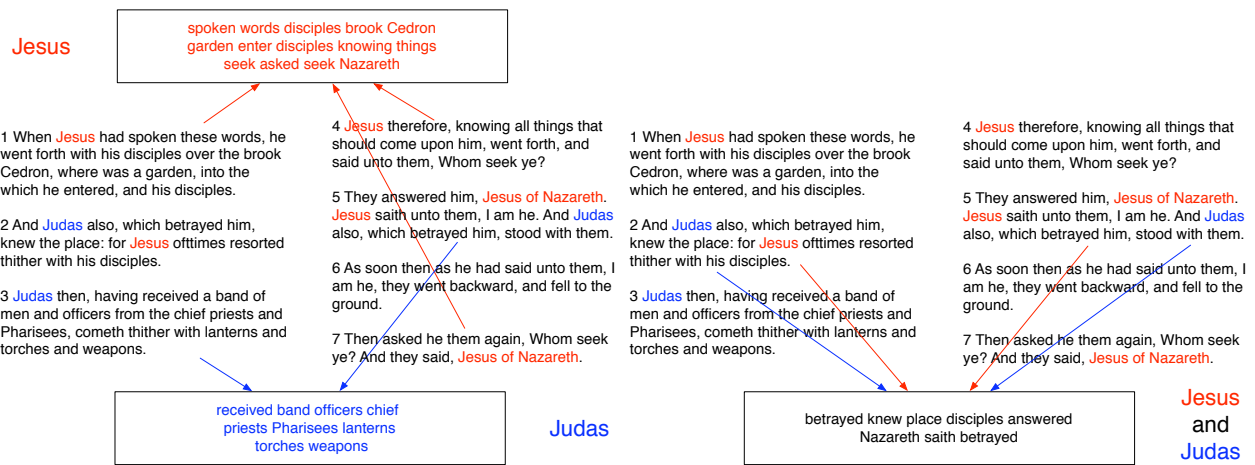 Jesus
spoken words disciples brook Cedron
garden enter disciples knowing things
seek asked seek Nazareth
1 When Jesus had spoken these words, he
went forth with his disciples over the brook
Cedron, where was a garden, into the
which he entered, and his disciples.
2 And Judas also, which betrayed him,
knew the place: for Jesus ofttimes resorted
thither with his disciples.
3 Judas then, having received a band of
men and officers from the chief priests and
Pharisees, cometh thither with lanterns and
torches and weapons.
4 Jesus therefore, knowing all things that
should come upon him, went forth, and
said unto them, Whom seek ye?
5 They answered him, Jesus of Nazareth.
Jesus saith unto them, I am he. And Judas
also, which betrayed him, stood with them.
6 As soon then as he had said unto them, I
am he, they went backward, and fell to the
ground.
7 Then asked he them again, Whom seek
ye? And they said, Jesus of Nazareth.
received band officers chief
priests Pharisees lanterns
torches weapons
Judas
1 When Jesus had spoken these words, he
went forth with his disciples over the brook
Cedron, where was a garden, into the
which he entered, and his disciples.
2 And Judas also, which betrayed him,
knew the place: for Jesus ofttimes resorted
thither with his disciples.
3 Judas then, having received a band of
men and officers from the chief priests and
Pharisees, cometh thither with lanterns and
torches and weapons.
4 Jesus therefore, knowing all things that
should come upon him, went forth, and
said unto them, Whom seek ye?
5 They answered him, Jesus of Nazareth.
Jesus saith unto them, I am he. And Judas
also, which betrayed him, stood with them.
6 As soon then as he had said unto them, I
am he, they went backward, and fell to the
ground.
7 Then asked he them again, Whom seek
ye? And they said, Jesus of Nazareth.
betrayed knew place disciples answered
Nazareth saith betrayed
Jesus
and
Judas